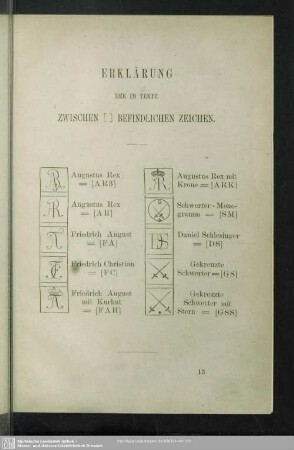 ERKLÄRUNG
DER IM TEXTE
ZWISCHEN [ ] BEFINDLICHEN ZEICHEN.
Augustus Rex
= [AR3]
Augustus Rex
= [AR]
Friedrich August
= [FA]
Friedrich Christian
= [FC]
Friedrich August
mit Kurhut
= [FAH]
Augustus Rex mit
Krone = [ARK]
Schwerter-Mono-
gramm = [SM]
Daniel Schlesinger
= [DS]
Gekreuzte
Schwerter = [GS]
Gekreuzte
Schwerter mit
Stern = [GSS]
13